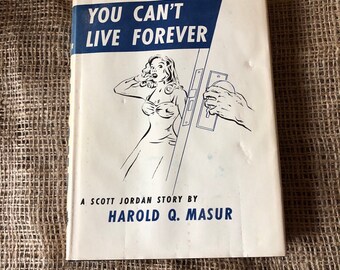 YOU CAN'T
LIVE FOREVER
A SCOTT JORDAN STORY BY
HAROLD Q. MASUR